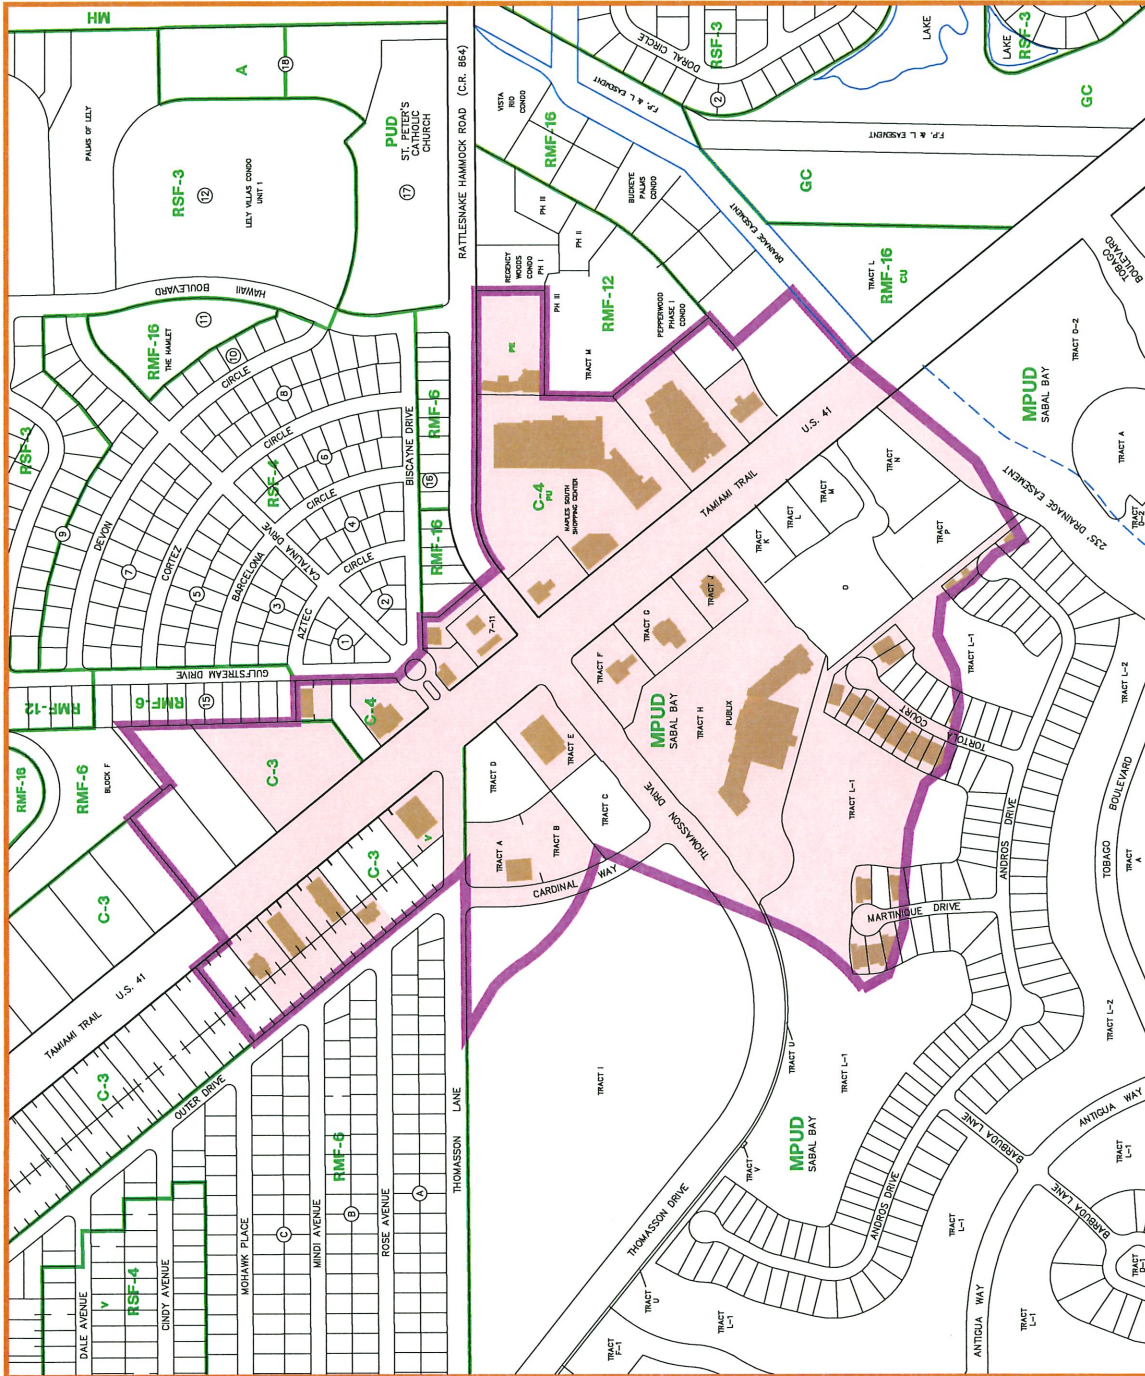 MH
PALMS OF LELY
A
18
RSF-3
12
LELY VILLAS CONDO
UNIT 1
PUD
ST. PETER'S
CATHOLIC
CHURCH
17
HAWAII
BOULEVARD
RATTLESNAKE HAMMOCK ROAD (C.R. 864)
RMF-16
THE HAMLET
11
10
CIRCLE
8
CIRCLE
6
RSF-4
CIRCLE
4
CIRCLE
2
1
3
5
7
9
RSF-3
DEVON
CORTEZ
BARCELONA
CATALINA DRIVE
AZTEC
BISCAYNE DRIVE
RMF-6
16
RMF-16
GULFSTREAM DRIVE
RMF-12
RMF-6
15
RMF-16
RMF-6
BLOCK F
C-3
C-3
C-4
7-11
VISTA
RIO
CONDO
RMF-16
BUCKEYE
PALMS
CONDO
PH III
PH II
PH II
REGENCY
WOODS
CONDO
PH I
PH III
RMF-12
PEPPERWOOD
PHASE I
CONDO
TRACT M
PE
C-4
PU
NAPLES SOUTH
SHOPPING CENTER
DORAL CIRCLE
RSF-3
2
F.P. & L EASEMENT
F.P. & L EASEMENT
DRAINAGE EASEMENT
LAKE
LAKE
RSF-3
GC
GC
TRACT L
RMF-16
CU
TAMIAMI TRAIL
U.S. 41
TOBAGO
BOULEVARD
TRACT D-2
MPUD
SABAL BAY
TRACT A
TRACT
O-2
235' DRAINAGE EASEMENT
TRACT
N
TRACT
M
TRACT
L
TRACT
K
TRACT
P
O
TRACT J
TRACT G
TRACT F
MPUD
SABAL BAY
TRACT H
PUBLIX
TRACT L-1
TRACT L-1
TORTOLA
COURT
TRACT L-2
TRACT E
TRACT D
TRACT C
TRACT B
TRACT A
THOMASSON DRIVE
CARDINAL WAY
MARTINIQUE DRIVE
ANDROS DRIVE
TOBAGO
BOULEVARD
TRACT
A
TRACT L-2
C-3
V
TAMIAMI TRAIL
U.S. 41
C-3
OUTER DRIVE
DALE AVENUE
V
RSF-4
CINDY AVENUE
MOHAWK PLACE
C
MINDI AVENUE
RMF-6
B
ROSE AVENUE
A
THOMASSON LANE
TRACT I
TRACT U
TRACT L-1
MPUD
SABAL BAY
TRACT
V
THOMASSON DRIVE
TRACT
U
TRACT
F-1
TRACT
L-1
ANDROS DRIVE
BARBUDA LANE
ANTIGUA WAY
TRACT
L-1
BARBUDA LANE
TRACT
L-1
ANTIGUA WAY
TRACT
L-1
TRACT
D-1